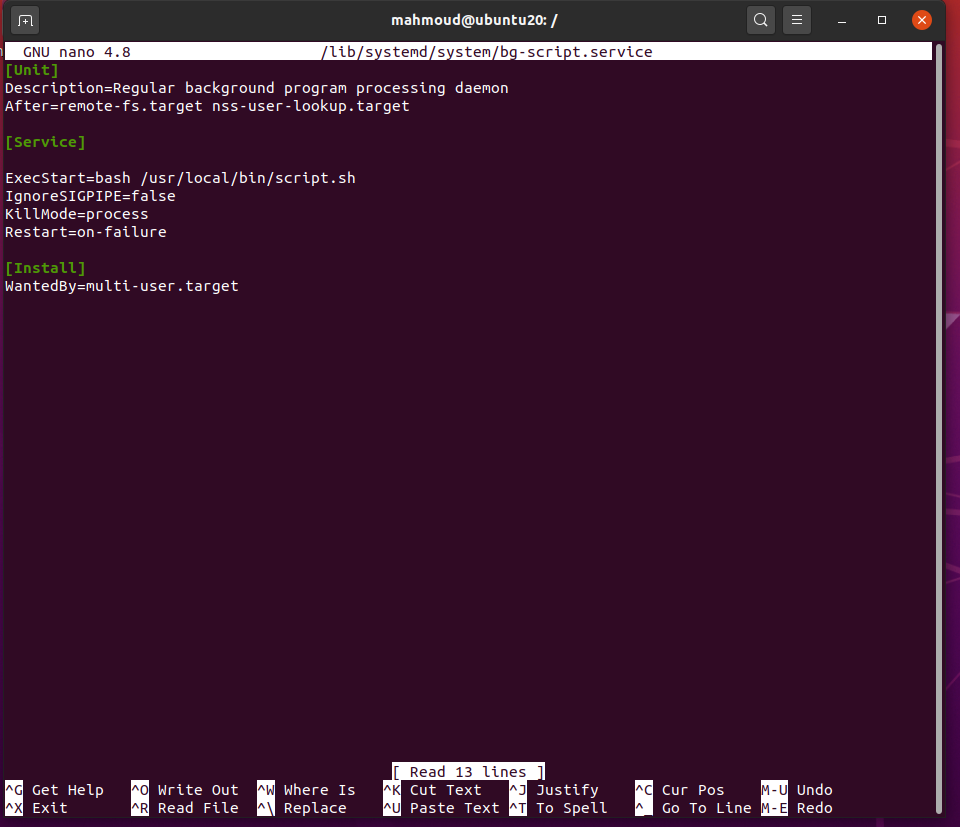 mahmoud@ubuntu20: /
GNU nano 4.8 /lib/systemd/system/bg-script.service
[Unit]
Description=Regular background program processing daemon
After=remote-fs.target nss-user-lookup.target
[Service]
ExecStart=bash /usr/local/bin/script.sh
IgnoreSIGPIPE=false
KillMode=process
Restart=on-failure
[Install]
WantedBy=multi-user.target
[ Read 13 lines ]
^G Get Help ^O Write Out ^W Where Is ^K Cut Text ^J Justify ^C Cur Pos M-U Undo
^X Exit ^R Read File ^\ Replace ^U Paste Text ^T To Spell ^_ Go To Line M-E Redo